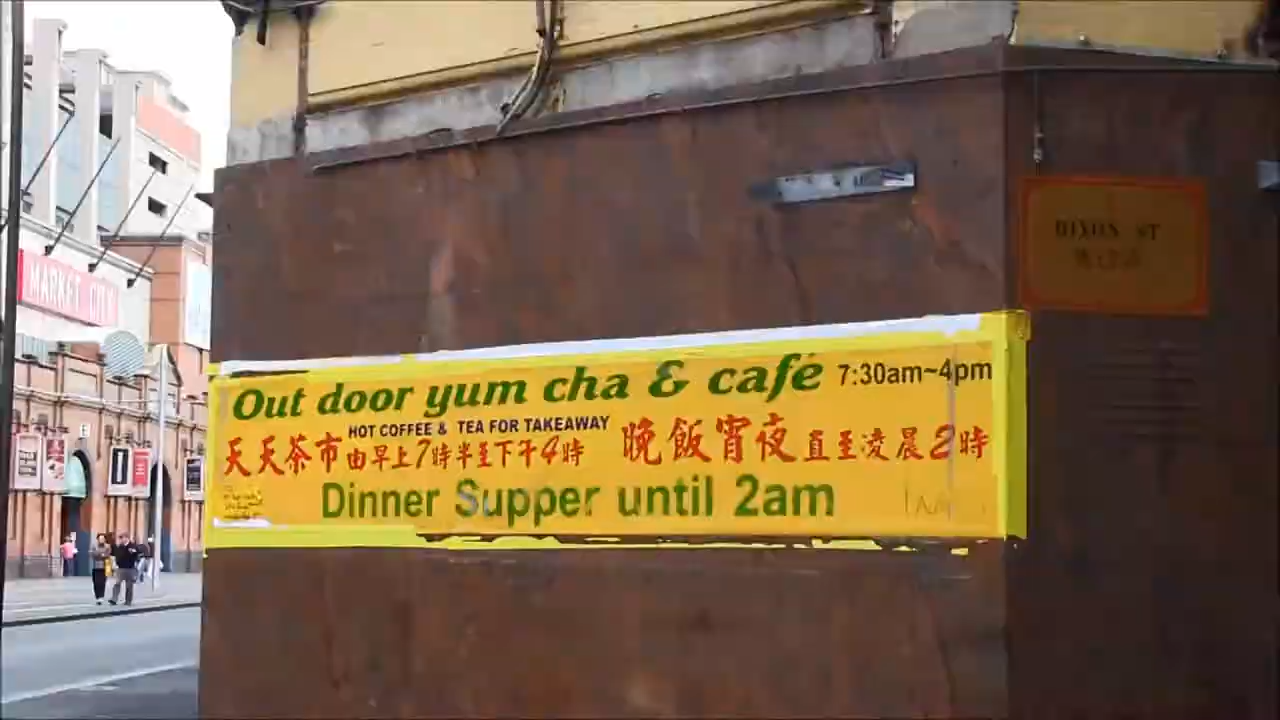 MARKET CITY
DIXON ST
Out door yum cha & café 7:30am~4pm
HOT COFFEE & TEA FOR TAKEAWAY
天天茶市由早上7時半至下午4時 晚飯宵夜直至凌晨2時
Dinner Supper until 2am